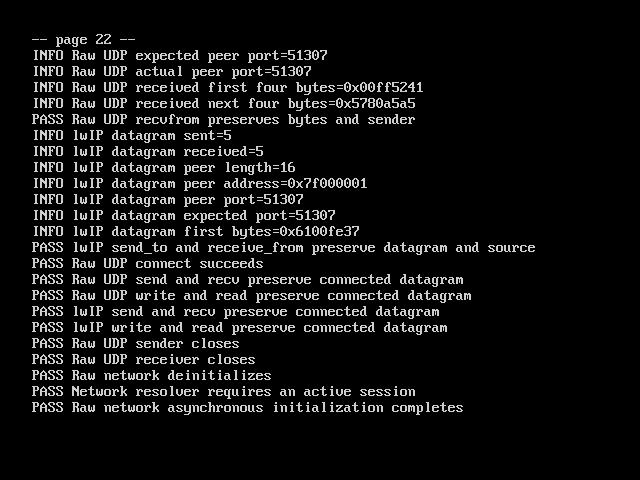 -- page 22 --
INFO Raw UDP expected peer port=51307
INFO Raw UDP actual peer port=51307
INFO Raw UDP received first four bytes=0x00ff5241
INFO Raw UDP received next four bytes=0x5780a5a5
PASS Raw UDP recvfrom preserves bytes and sender
INFO lwIP datagram sent=5
INFO lwIP datagram received=5
INFO lwIP datagram peer length=16
INFO lwIP datagram peer address=0x7f000001
INFO lwIP datagram peer port=51307
INFO lwIP datagram expected port=51307
INFO lwIP datagram first bytes=0x6100fe37
PASS lwIP send_to and receive_from preserve datagram and source
PASS Raw UDP connect succeeds
PASS Raw UDP send and recv preserve connected datagram
PASS Raw UDP write and read preserve connected datagram
PASS lwIP send and recv preserve connected datagram
PASS lwIP write and read preserve connected datagram
PASS Raw UDP sender closes
PASS Raw UDP receiver closes
PASS Raw network deinitializes
PASS Network resolver requires an active session
PASS Raw network asynchronous initialization completes